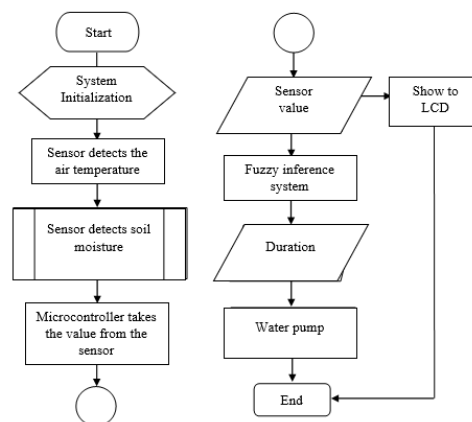 Start
System
Initialization
Sensor detects the
air temperature
Sensor detects soil
moisture
Microcontroller takes
the value from the
sensor
Sensor
value
Show to
LCD
Fuzzy inference
system
Duration
Water pump
End